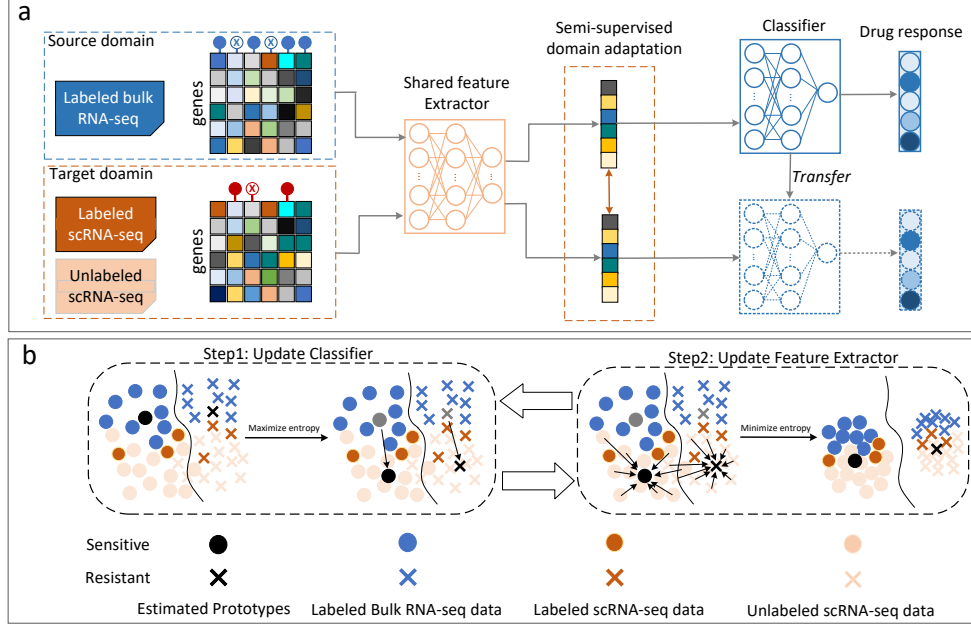 a
Source domain
Labeled bulk
RNA-seq
genes
Target doamin
Labeled
scRNA-seq
Unlabeled
scRNA-seq
genes
Shared feature
Extractor
Semi-supervised
domain adaptation
Classifier
Drug response
Transfer
b
Step1: Update Classifier
Maximize entropy
Step2: Update Feature Extractor
Minimize entropy
Sensitive
Resistant
Estimated Prototypes
Labeled Bulk RNA-seq data
Labeled scRNA-seq data
Unlabeled scRNA-seq data